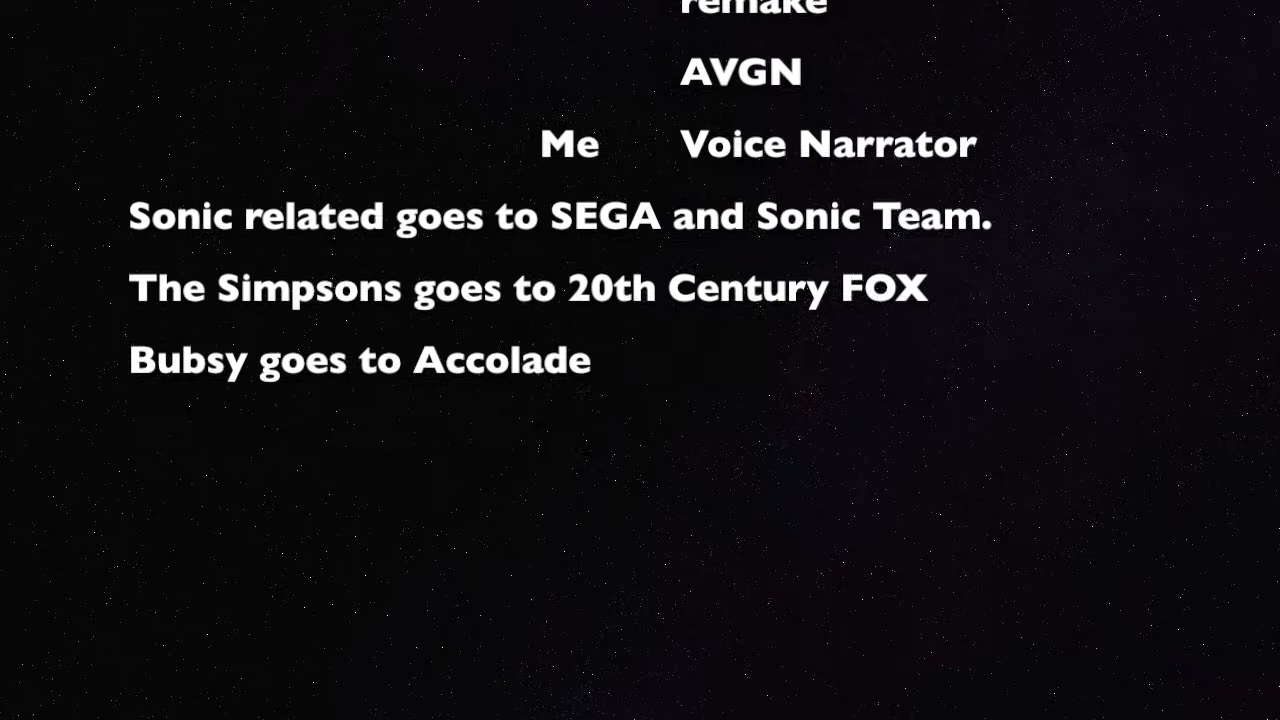 remake
AVGN
Me Voice Narrator
Sonic related goes to SEGA and Sonic Team.
The Simpsons goes to 20th Century FOX
Bubsy goes to Accolade